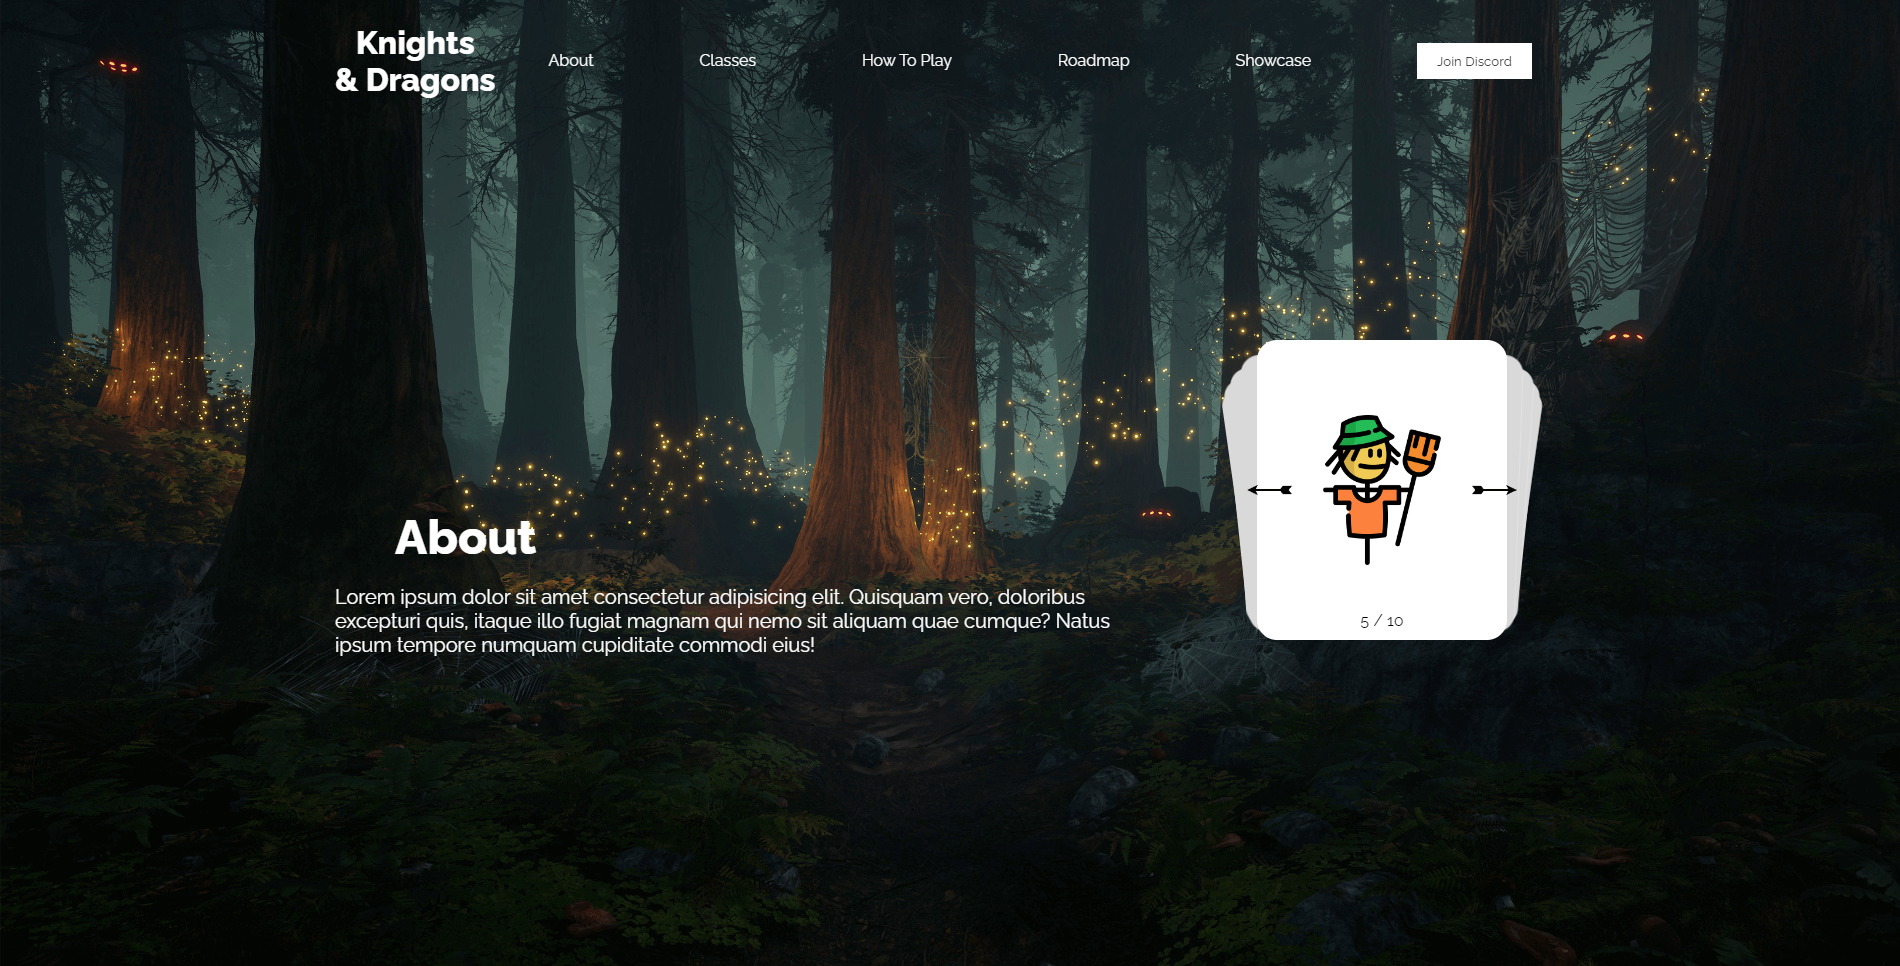 Knights
& Dragons
About
Classes
How To Play
Roadmap
Showcase
Join Discord
About
Lorem ipsum dolor sit amet consectetur adipisicing elit. Quisquam vero, doloribus
excepturi quis, itaque illo fugiat magnam qui nemo sit aliquam quae cumque? Natus
ipsum tempore numquam cupiditate commodi eius!
5 / 10